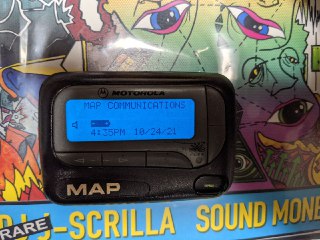 MOTOROLA
MAP COMMUNICATIONS
4:35PM 10/24/21
MAP
J-SCRILLA SOUND MONE
RARE